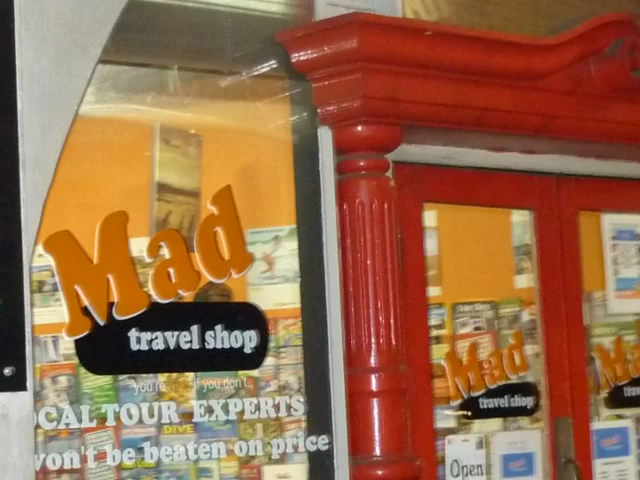 Mad
travel shop
you're if you don't...
OCAL TOUR EXPERTS
won't be beaten on price
DIVE
Mad
travel shop
Open
Ma
trav